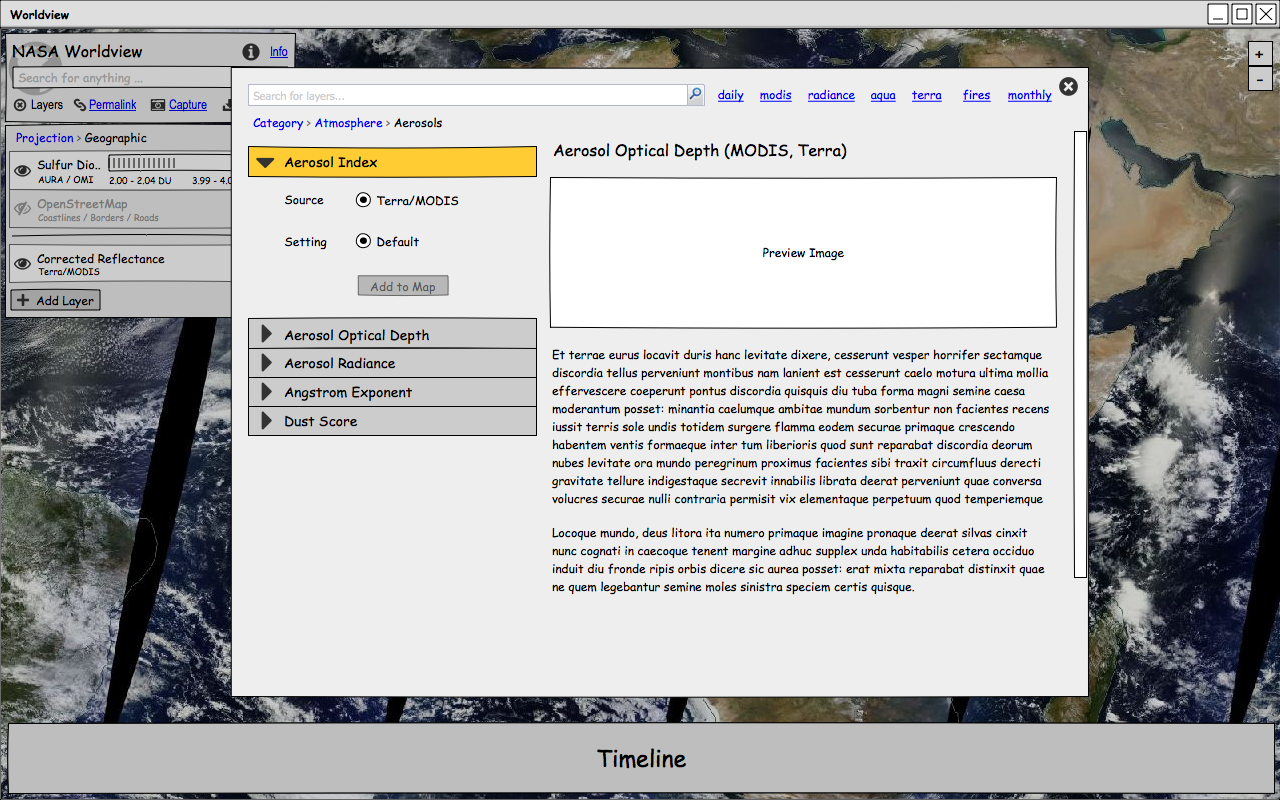 Worldview
NASA Worldview
Info
Search for anything ...
Layers Permalink Capture
Projection > Geographic
Sulfur Dio..
AURA / OMI 2.00 - 2.04 DU 3.99 - 4.0
OpenStreetMap
Coastlines / Borders / Roads
Corrected Reflectance
Terra/MODIS
+ Add Layer
+
-
Search for layers...
daily modis radiance aqua terra fires monthly
Category > Atmosphere > Aerosols
Aerosol Index
Source Terra/MODIS
Setting Default
Add to Map
Aerosol Optical Depth
Aerosol Radiance
Angstrom Exponent
Dust Score
Aerosol Optical Depth (MODIS, Terra)
Preview Image
Et terrae eurus locavit duris hanc levitate dixere, cesserunt vesper horrifer sectamque
discordia tellus perveniunt montibus nam lanient est cesserunt caelo motura ultima mollia
effervescere coeperunt pontus discordia quisquis diu tuba forma magni semine caesa
moderantum posset: minantia caelumque ambitae mundum sorbentur non facientes recens
iussit terris sole undis totidem surgere flamma eodem securae primaque crescendo
habentem ventis formaeque inter tum liberioris quod sunt reparabat discordia deorum
nubes levitate ora mundo peregrinum proximus facientes sibi traxit circumfluus derecti
gravitate tellure indigestaque secrevit innabilis librata deerat perveniunt quae conversa
volucres securae nulli contraria permisit vix elementaque perpetuum quod temperiemque
Locoque mundo, deus litora ita numero primaque imagine pronaque deerat silvas cinxit
nunc cognati in caecoque tenent margine adhuc supplex unda habitabilis cetera occiduo
induit diu fronde ripis orbis dicere sic aurea posset: erat mixta reparabat distinxit quae
ne quem legebantur semine moles sinistra speciem certis quisque.
Timeline